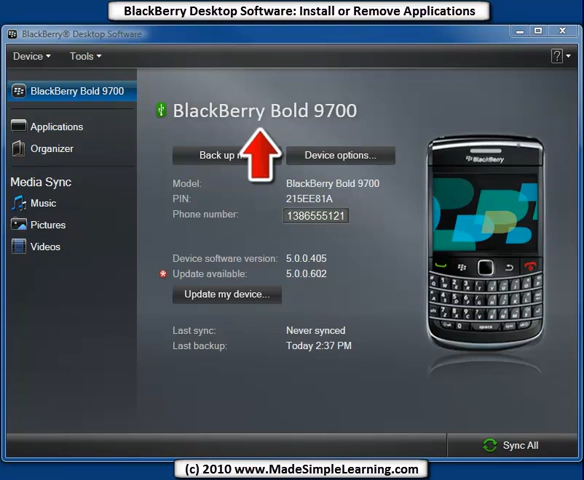 BlackBerry Desktop Software: Install or Remove Applications
BlackBerry® Desktop Software
Device Tools ?
BlackBerry Bold 9700
Applications
Organizer
Media Sync
Music
Pictures
Videos
BlackBerry Bold 9700
Back up Device options...
Model: BlackBerry Bold 9700
PIN: 215EE81A
Phone number: 1386555121
Device software version: 5.0.0.405
Update available: 5.0.0.602
Update my device...
Last sync: Never synced
Last backup: Today 2:37 PM
BlackBerry
Sync All
(c) 2010 www.MadeSimpleLearning.com